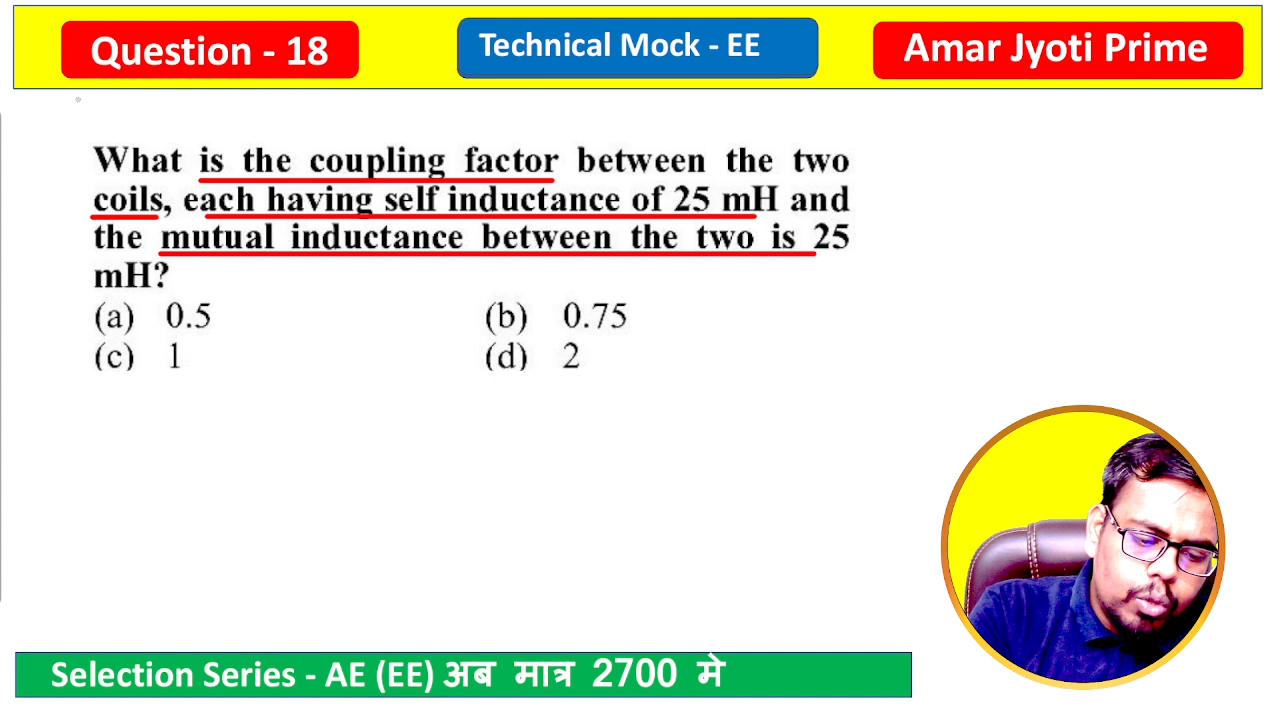 Question - 18
Technical Mock - EE
Amar Jyoti Prime
What is the coupling factor between the two
coils, each having self inductance of 25 mH and
the mutual inductance between the two is 25
mH?
(a) 0.5 (b) 0.75
(c) 1 (d) 2
Selection Series - AE (EE) अब मात्र 2700 मे